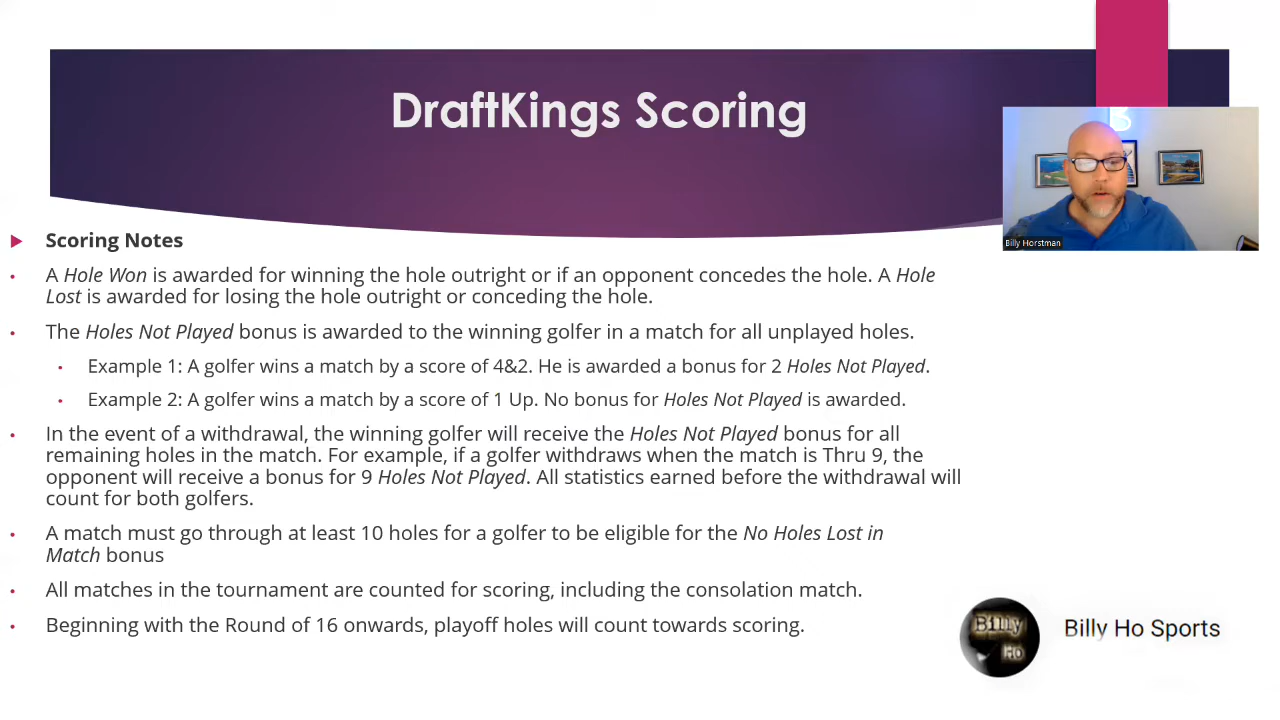 DraftKings Scoring
Billy Horstman
Scoring Notes
A Hole Won is awarded for winning the hole outright or if an opponent concedes the hole. A Hole
Lost is awarded for losing the hole outright or conceding the hole.
The Holes Not Played bonus is awarded to the winning golfer in a match for all unplayed holes.
Example 1: A golfer wins a match by a score of 4&2. He is awarded a bonus for 2 Holes Not Played.
Example 2: A golfer wins a match by a score of 1 Up. No bonus for Holes Not Played is awarded.
In the event of a withdrawal, the winning golfer will receive the Holes Not Played bonus for all
remaining holes in the match. For example, if a golfer withdraws when the match is Thru 9, the
opponent will receive a bonus for 9 Holes Not Played. All statistics earned before the withdrawal will
count for both golfers.
A match must go through at least 10 holes for a golfer to be eligible for the No Holes Lost in
Match bonus
All matches in the tournament are counted for scoring, including the consolation match.
Beginning with the Round of 16 onwards, playoff holes will count towards scoring.
Billy
Ho
Billy Ho Sports